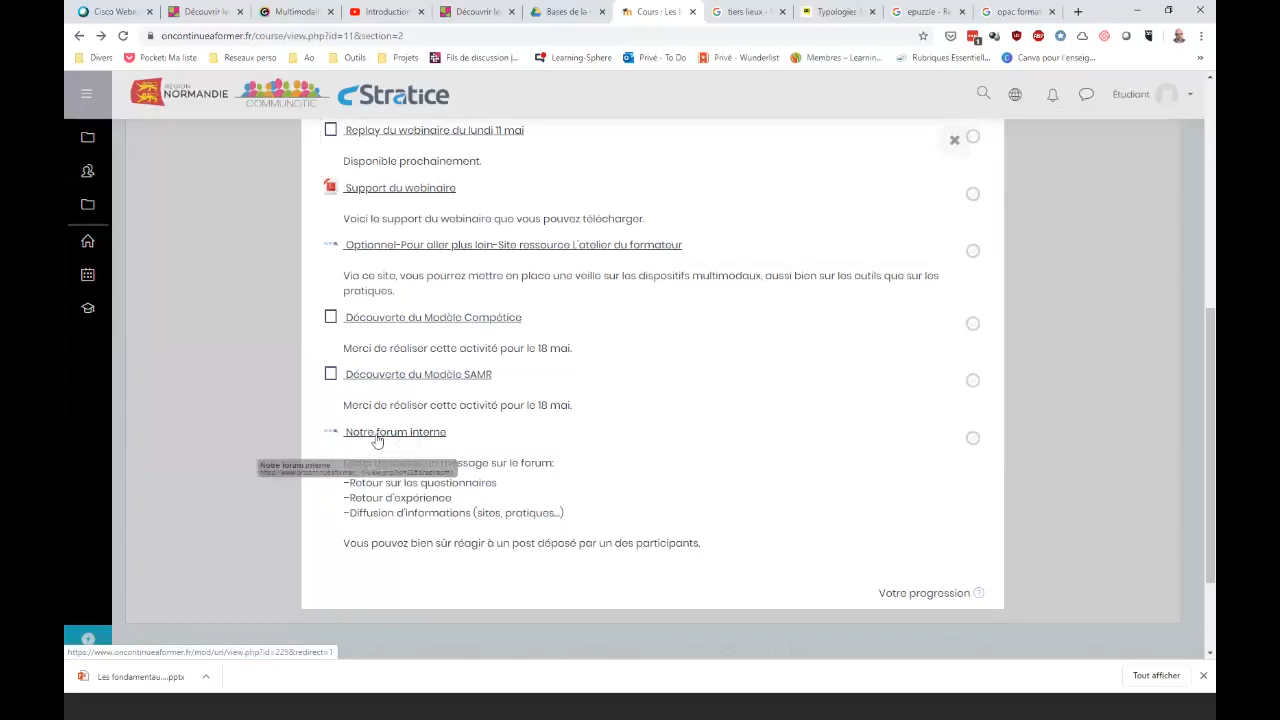 Cisco Webe
Découvrir le
Multimodali
Introduction
Découvrir le
Bases de la
Cours : Les
tiers lieux -
Typologies
epuzzle - Re
opac format
oncontinueaformer.fr/course/view.php?id=11&section=2
Divers
Pocket: Ma liste
Reseaux perso
Ao
Outils
Projets
Fils de discussion |...
Learning-Sphere
Privé - To Do
Privé - Wunderlist
Membres – Learnin...
Rubriques Essentiell...
Canva pour l'enseig...
»
RÉGION
NORMANDIE
COMMUNOTIC
Stratice
Étudiant
Replay du webinaire du lundi 11 mai
Disponible prochainement.
Support du webinaire
Voici le support du webinaire que vous pouvez télécharger.
Optionnel-Pour aller plus loin-Site ressource L'atelier du formateur
Via ce site, vous pourrez mettre en place une veille sur les dispositifs multimodaux, aussi bien sur les outils que sur les
pratiques.
Découverte du Modèle Compétice
Merci de réaliser cette activité pour le 18 mai.
Découverte du Modèle SAMR
Merci de réaliser cette activité pour le 18 mai.
Notre forum interne
Notre forum interne
message sur le forum:
-Retour sur les questionnaires
-Retour d'expérience
-Diffusion d'informations (sites, pratiques...)
Vous pouvez bien sûr réagir à un post déposé par un des participants.
Votre progression
https://www.oncontinueaformer.fr/mod/url/view.php?id=225&redirect=1
Les fondamentau....pptx
Tout afficher